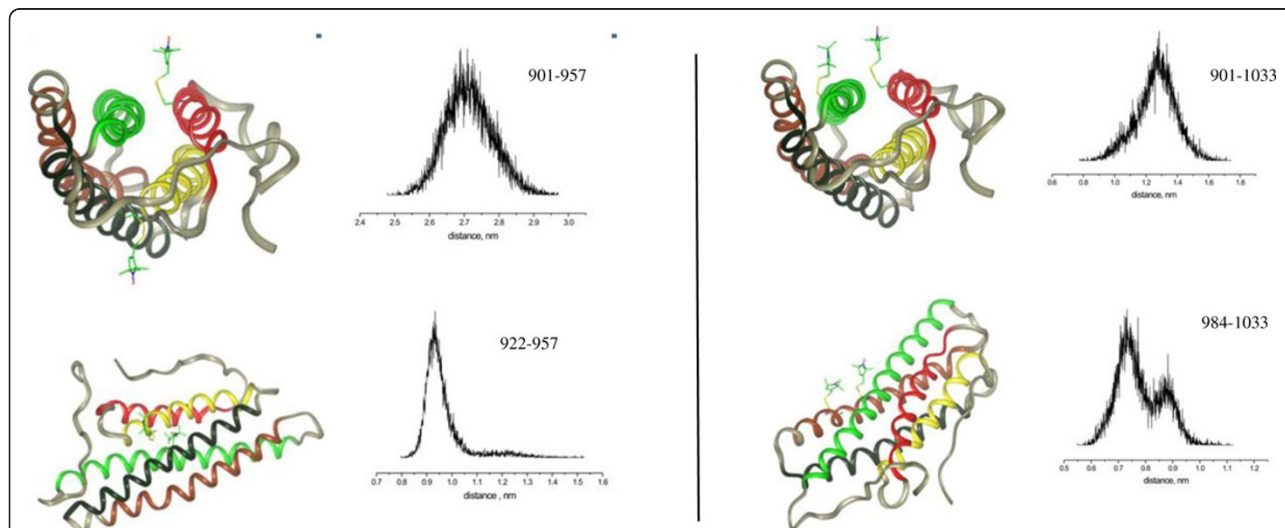 901-957
2.4 2.5 2.6 2.7 2.8 2.9 3.0
distance, nm
922-957
0.7 0.8 0.9 1.0 1.1 1.2 1.3 1.4 1.5 1.6
distance , nm
901-1033
0.6 0.8 1.0 1.2 1.4 1.6 1.8
distance, nm
984-1033
0.5 0.6 0.7 0.8 0.9 1.0 1.1 1.2
distance, nm